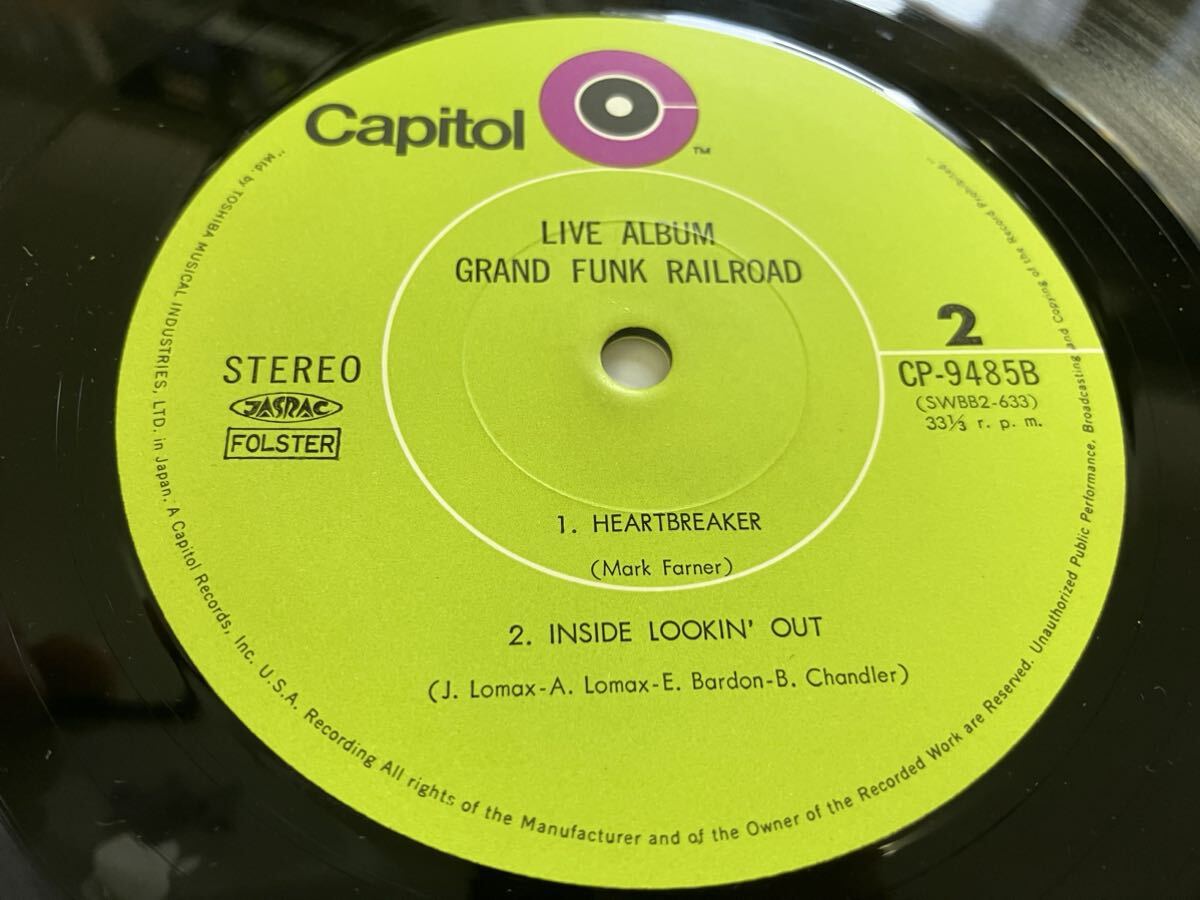 Capitol
TM
LIVE ALBUM
GRAND FUNK RAILROAD
2
STEREO
JASRAC
FOLSTER
CP-9485B
(SWBB2-633)
33⅓ r. p. m.
1. HEARTBREAKER
(Mark Farner)
2. INSIDE LOOKIN' OUT
(J. Lomax-A. Lomax-E. Bardon-B. Chandler)
"Mfd. by TOSHIBA MUSICAL INDUSTRIES, LTD. in Japan. A Capitol Records, Inc. U.S.A. Recording All rights of the Manufacturer and of the Owner of the Recorded Work are Reserved. Unauthorized Public Performance, Broadcasting and Copying of the Record Prohibited."